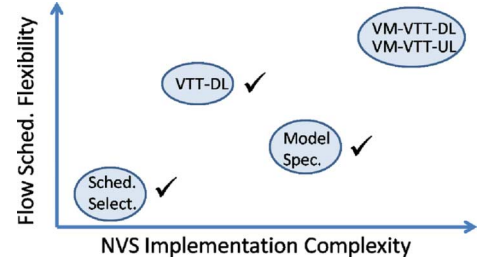 Flow Sched. Flexibility
VM-VTT-DL
VM-VTT-UL
VTT-DL
Model
Spec.
Sched.
Select.
NVS Implementation Complexity